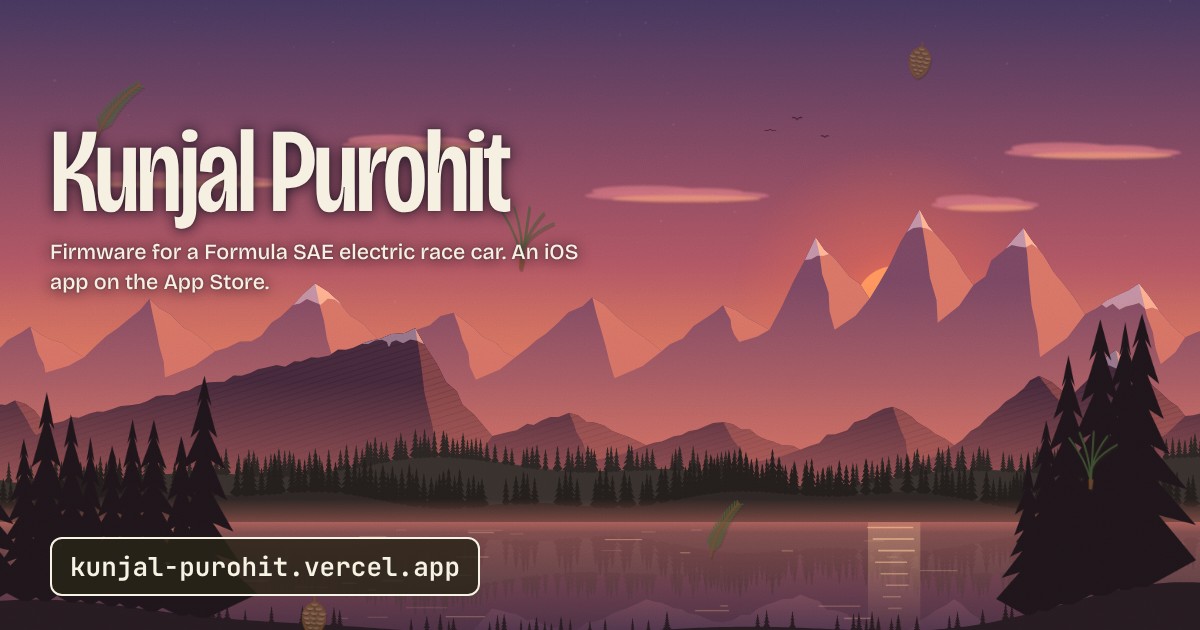 Kunjal Purohit
Firmware for a Formula SAE electric race car. An iOS
app on the App Store.
kunjal-purohit.vercel.app